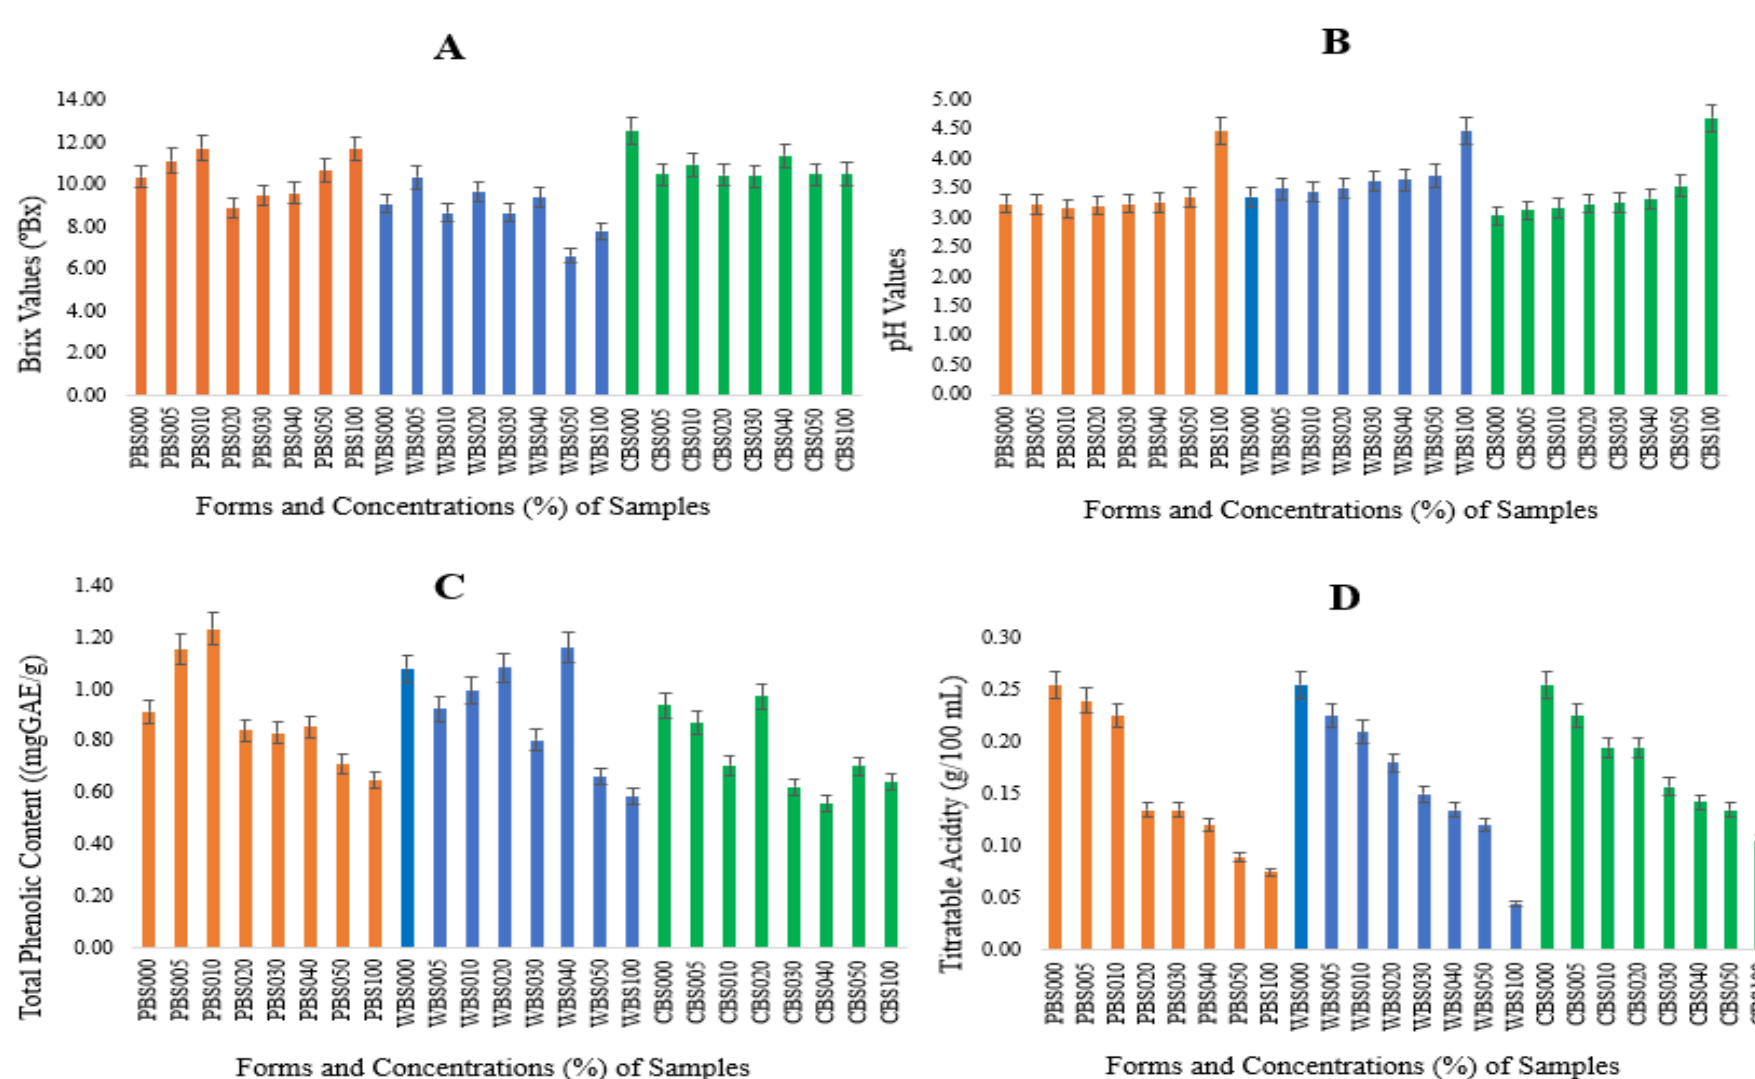 A
14.00
12.00
10.00
8.00
6.00
4.00
2.00
0.00
Brix Values (ºBx)
PBS000
PBS005
PBS010
PBS020
PBS030
PBS040
PBS050
PBS100
WBS000
WBS005
WBS010
WBS020
WBS030
WBS040
WBS050
WBS100
CBS000
CBS005
CBS010
CBS020
CBS030
CBS040
CBS050
CBS100
Forms and Concentrations (%) of Samples
B
5.00
4.50
4.00
3.50
3.00
2.50
2.00
1.50
1.00
0.50
0.00
pH Values
PBS000
PBS005
PBS010
PBS020
PBS030
PBS040
PBS050
PBS100
WBS000
WBS005
WBS010
WBS020
WBS030
WBS040
WBS050
WBS100
CBS000
CBS005
CBS010
CBS020
CBS030
CBS040
CBS050
CBS100
Forms and Concentrations (%) of Samples
C
1.40
1.20
1.00
0.80
0.60
0.40
0.20
0.00
Total Phenolic Content ((mgGAE/g)
PBS000
PBS005
PBS010
PBS020
PBS030
PBS040
PBS050
PBS100
WBS000
WBS005
WBS010
WBS020
WBS030
WBS040
WBS050
WBS100
CBS000
CBS005
CBS010
CBS020
CBS030
CBS040
CBS050
CBS100
Forms and Concentrations (%) of Samples
D
0.30
0.25
0.20
0.15
0.10
0.05
0.00
Titratable Acidity (g/100 mL)
PBS000
PBS005
PBS010
PBS020
PBS030
PBS040
PBS050
PBS100
WBS000
WBS005
WBS010
WBS020
WBS030
WBS040
WBS050
WBS100
CBS000
CBS005
CBS010
CBS020
CBS030
CBS040
CBS050
Forms and Concentrations (%) of Samples